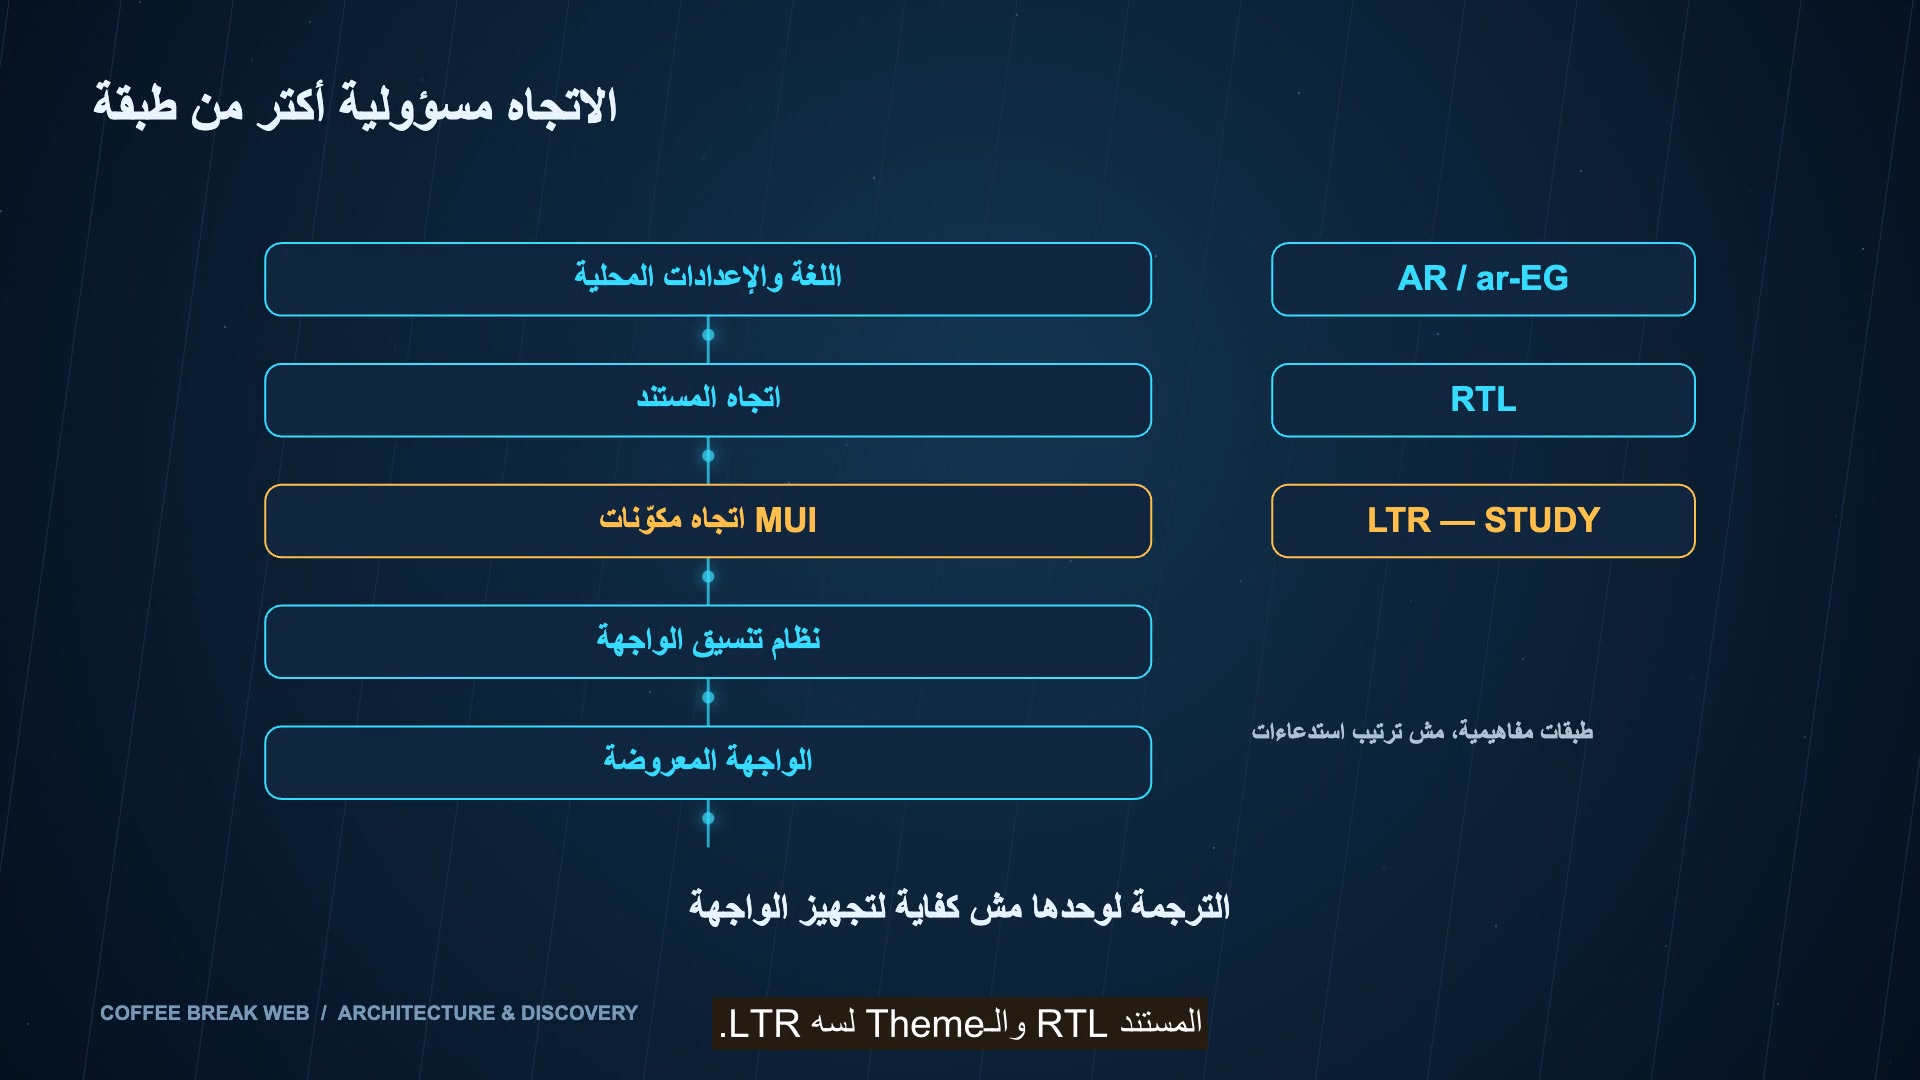 الاتجاه مسؤولية أكتر من طبقة
اللغة والإعدادات المحلية
AR / ar-EG
اتجاه المستند
RTL
MUI اتجاه مكوّنات
LTR — STUDY
نظام تنسيق الواجهة
الواجهة المعروضة
طبقات مفاهيمية، مش ترتيب استدعاءات
الترجمة لوحدها مش كفاية لتجهيز الواجهة
COFFEE BREAK WEB / ARCHITECTURE & DISCOVERY
المستند RTL والـTheme لسه LTR.